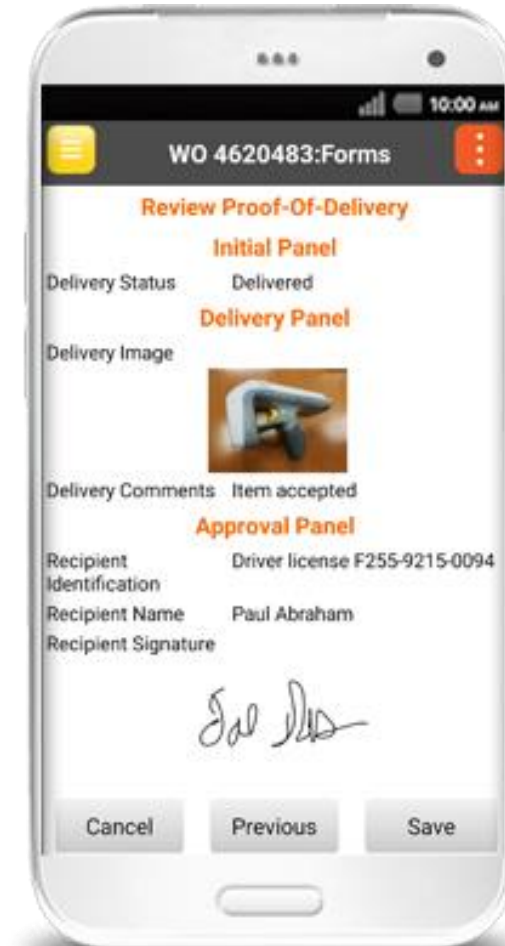 10:00 AM
WO 4620483:Forms
Review Proof-Of-Delivery
Initial Panel
Delivery Status Delivered
Delivery Panel
Delivery Image
Delivery Comments Item accepted
Approval Panel
Recipient Identification Driver license F255-9215-0094
Recipient Name Paul Abraham
Recipient Signature
Cancel Previous Save